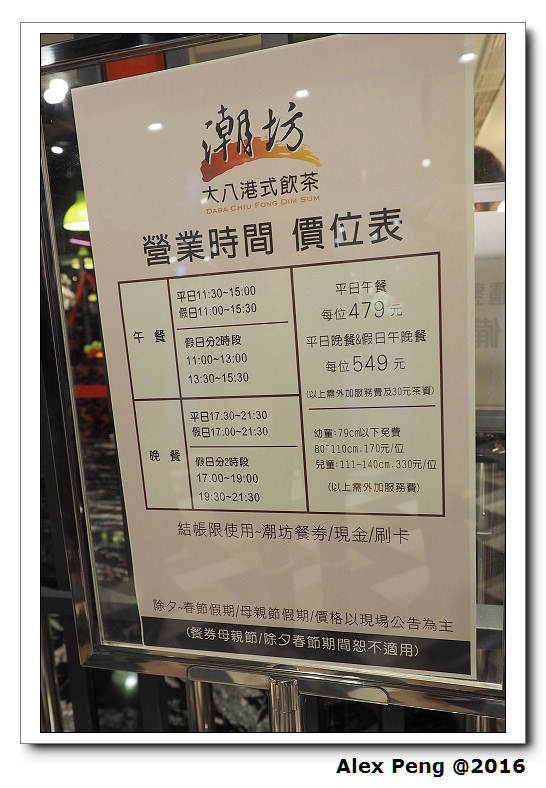 潮坊
大八港式飲茶
DABA CHIU FONG DIM SUM
營業時間 價位表
午餐
平日11:30~15:00
假日11:00~15:30
假日分2時段
11:00~13:00
13:30~15:30
平日午餐
每位479元
平日晚餐&假日午晚餐
每位549元
(以上需外加服務費及30元茶資)
晚餐
平日17:30~21:30
假日17:00~21:30
假日分2時段
17:00~19:00
19:30~21:30
幼童:79cm以下免費
80~110cm.170元/位
兒童:111-140cm.330元/位
(以上需外加服務費)
結帳限使用~潮坊餐券/現金/刷卡
除夕~春節假期/母親節假期/價格以現場公告為主
(餐券母親節/除夕春節期間恕不適用)
Alex Peng @2016